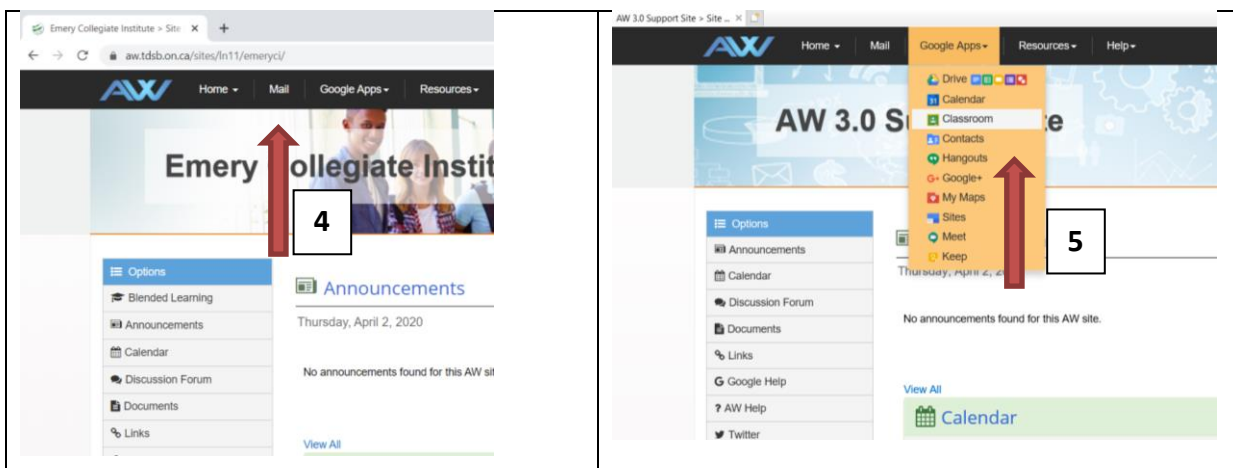 Emery Collegiate Institute > Site
aw.tdsb.on.ca/sites/ln11/emeryci/
AW Home Mail Google Apps Resources
Emery ollegiate Instit
4
Options
Blended Learning
Announcements
Calendar
Discussion Forum
Documents
Links
Announcements
Thursday, April 2, 2020
No announcements found for this AW sit
View All
AW 3.0 Support Site > Site ...
AW Home Mail Google Apps Resources Help
Drive
Calendar
Classroom
Contacts
Hangouts
Google+
My Maps
Sites
Meet
Keep
AW 3.0 S te
5
Options
Announcements
Calendar
Discussion Forum
Documents
Links
Google Help
? AW Help
Twitter
Thursday, April 2, 2
No announcements found for this AW site.
View All
Calendar